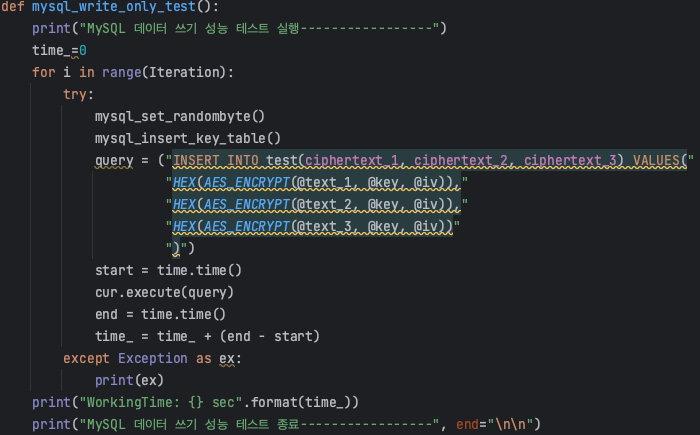 def mysql_write_only_test():
    print("MySQL 데이터 쓰기 성능 테스트 실행-----------------")
    time_=0
    for i in range(Iteration):
        try:
            mysql_set_randombyte()
            mysql_insert_key_table()
            query = ("INSERT INTO test(ciphertext_1, ciphertext_2, ciphertext_3) VALUES("
                     "HEX(AES_ENCRYPT(@text_1, @key, @iv)),"
                     "HEX(AES_ENCRYPT(@text_2, @key, @iv)),"
                     "HEX(AES_ENCRYPT(@text_3, @key, @iv))"
                     ")")
            start = time.time()
            cur.execute(query)
            end = time.time()
            time_ = time_ + (end - start)
        except Exception as ex:
            print(ex)
    print("WorkingTime: {} sec".format(time_))
    print("MySQL 데이터 쓰기 성능 테스트 종료-----------------", end="\n\n")